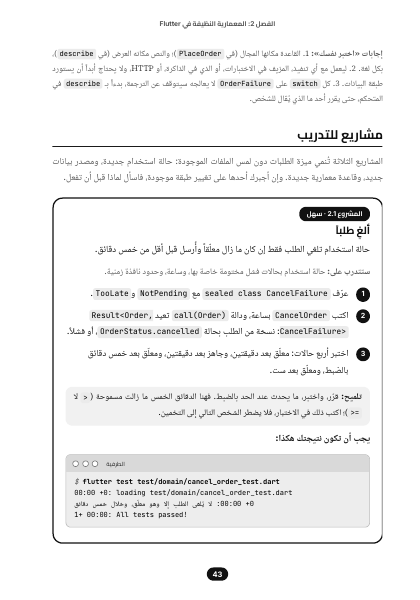 الفصل 2: المعمارية النظيفة في Flutter
إجابات «اختبر نفسك»: 1. القاعدة مكانها المجال (في PlaceOrder)؛ والنص مكانه العرض (في describe)،
بكل لغة. 2. ليعمل مع أي تنفيذ، المزيف في الاختبارات، أو الذي في الذاكرة، أو HTTP، ولا يحتاج أبدًا أن يستورد
طبقة البيانات. 3. كل switch على OrderFailure لا يعالجه سيتوقف عن الترجمة، بدءًا بـ describe في
المتحكم، حتى يقرر أحد ما الذي يُقال للشخص.
مشاريع للتدريب
المشاريع الثلاثة تُنمي ميزة الطلبات دون لمس الملفات الموجودة: حالة استخدام جديدة، ومصدر بيانات
جديد، وقاعدة معمارية جديدة. وإن أجبرك أحدها على تغيير طبقة موجودة، فاسأل لماذا قبل أن تفعل.
المشروع 2.1 · سهل
ألغِ طلبًا
حالة استخدام تلغي الطلب فقط إن كان ما زال معلّقًا وأُرسل قبل أقل من خمس دقائق.
ستتدرب على: حالة استخدام بحالات فشل مختومة خاصة بها، وساعة، وحدود نافذة زمنية.
1 عرّف sealed class CancelFailure مع NotPending و TooLate.
2 اكتب CancelOrder بساعة، ودالة call(Order) تعيد Result<Order,
CancelFailure>: نسخة من الطلب بحالة OrderStatus.cancelled، أو فشلًا.
3 اختبر أربع حالات: معلّق بعد دقيقتين، وجاهز بعد دقيقتين، ومعلّق بعد خمس دقائق
بالضبط، ومعلّق بعد ست.
تلميح: قرّر، واختبر، ما يحدث عند الحد بالضبط. فهنا الدقائق الخمس ما زالت مسموحة (> لا
>=)؛ اكتب ذلك في الاختبار، فلا يضطر الشخص التالي إلى التخمين.
يجب أن تكون نتيجتك هكذا:
الطرفية
$ flutter test test/domain/cancel_order_test.dart
00:00 +0: loading test/domain/cancel_order_test.dart
00:00 +0: لا يُلغى الطلب إلا وهو معلّق، وخلال خمس دقائق
00:00 +1: All tests passed!
43